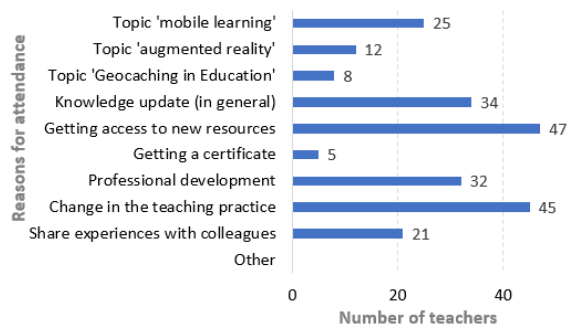 Reasons for attendance
Topic 'mobile learning' 25
Topic 'augmented reality' 12
Topic 'Geocaching in Education' 8
Knowledge update (in general) 34
Getting access to new resources 47
Getting a certificate 5
Professional development 32
Change in the teaching practice 45
Share experiences with colleagues 21
Other
0 20 40
Number of teachers